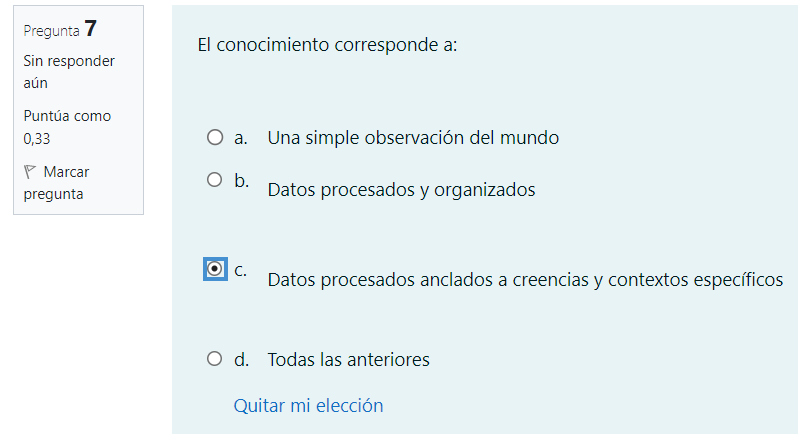 Pregunta 7
Sin responder
aún
Puntúa como
0,33
Marcar
pregunta
El conocimiento corresponde a:
a. Una simple observación del mundo
b. Datos procesados y organizados
c. Datos procesados anclados a creencias y contextos específicos
d. Todas las anteriores
Quitar mi elección